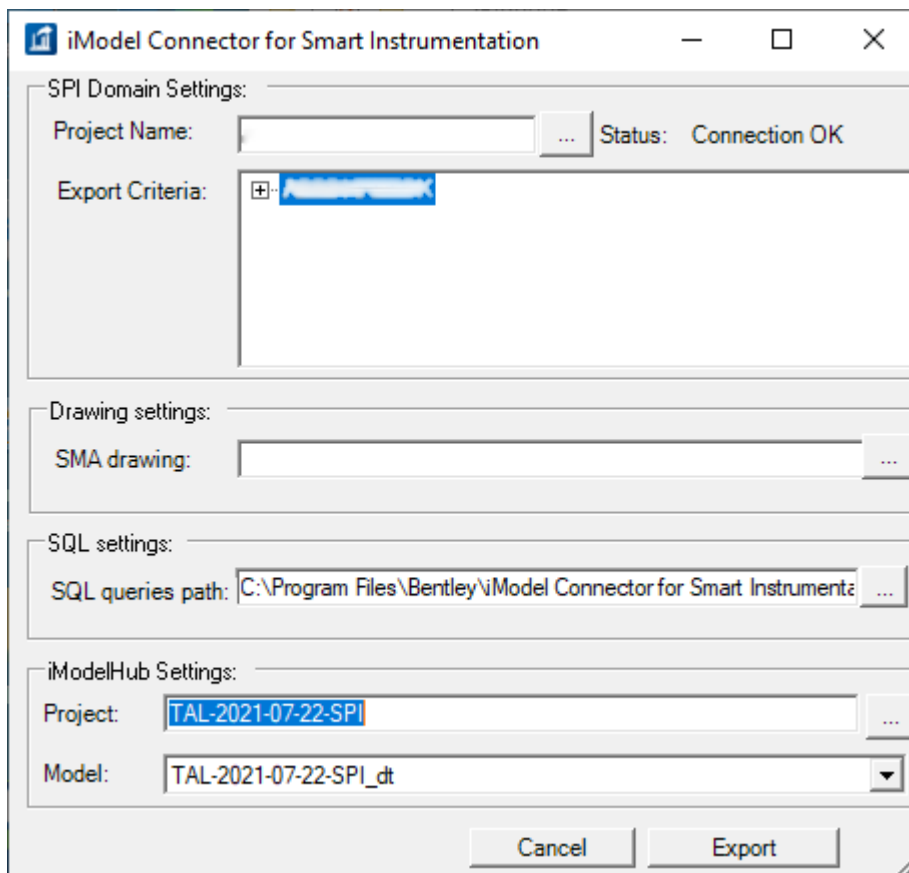 iModel Connector for Smart Instrumentation
SPI Domain Settings:
Project Name: ... Status: Connection OK
Export Criteria:
Drawing settings:
SMA drawing: ...
SQL settings:
SQL queries path: C:\Program Files\Bentley\iModel Connector for Smart Instrumenta ...
iModelHub Settings:
Project: TAL-2021-07-22-SPI ...
Model: TAL-2021-07-22-SPI_dt
Cancel Export